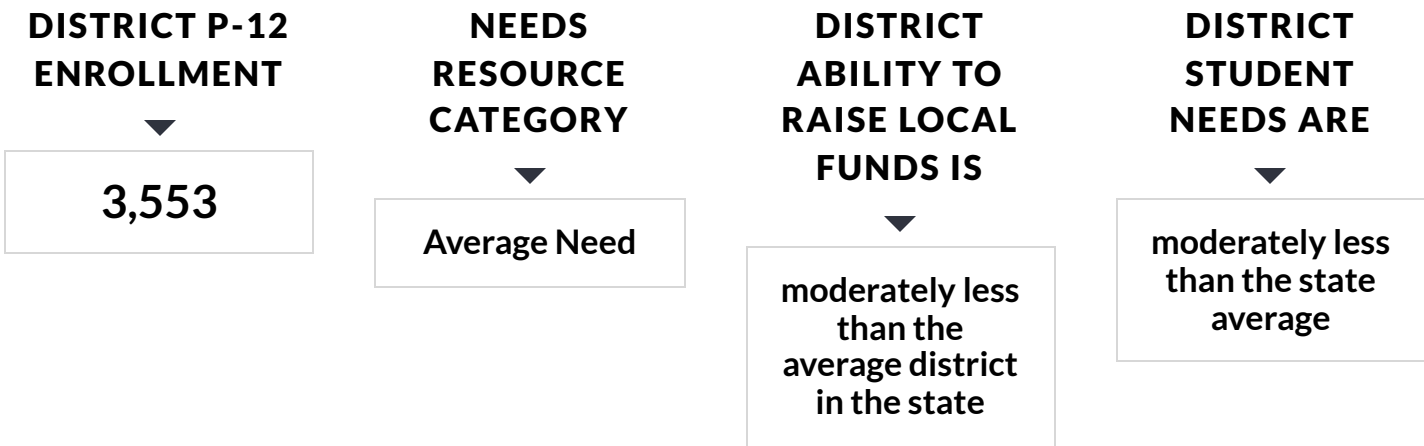 DISTRICT P-12
ENROLLMENT
3,553
NEEDS
RESOURCE
CATEGORY
Average Need
DISTRICT
ABILITY TO
RAISE LOCAL
FUNDS IS
moderately less
than the
average district
in the state
DISTRICT
STUDENT
NEEDS ARE
moderately less
than the state
average